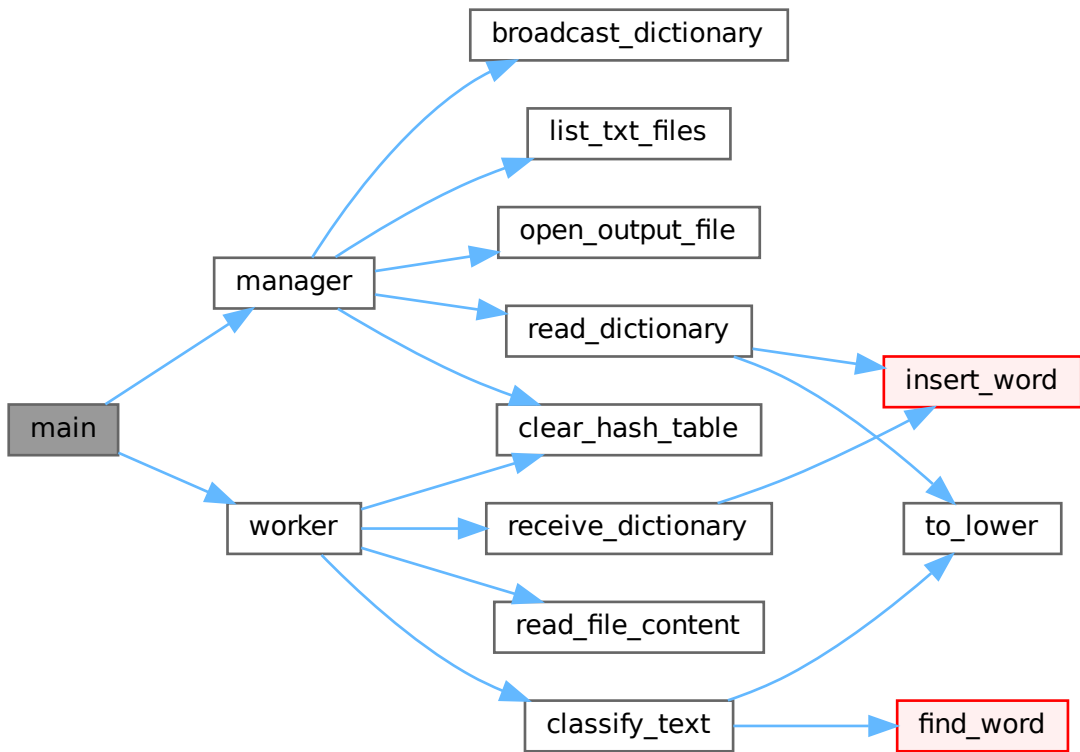 broadcast_dictionary
list_txt_files
open_output_file
manager
read_dictionary
insert_word
main
clear_hash_table
worker
receive_dictionary
to_lower
read_file_content
classify_text
find_word